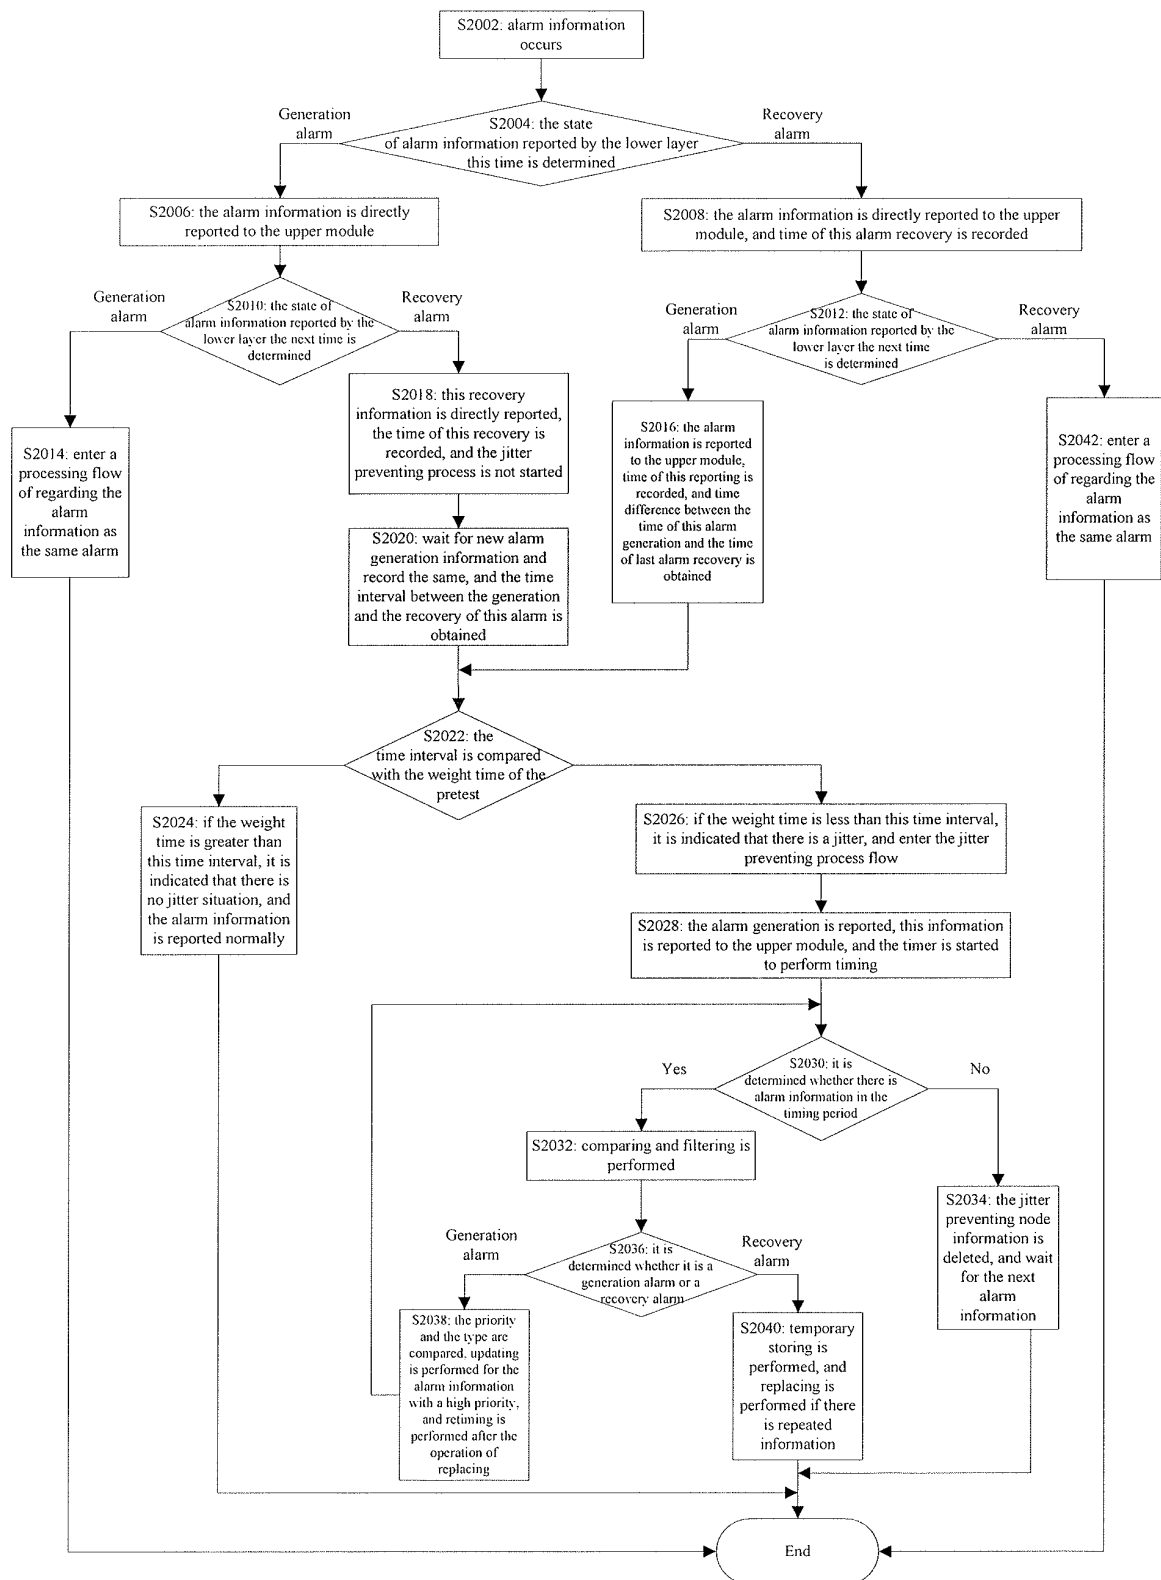 S2002: alarm information
occurs
Generation
alarm
Recovery
alarm
S2004: the state
of alarm information reported by the lower layer
this time is determined
S2006: the alarm information is directly
reported to the upper module
S2008: the alarm information is directly reported to the upper
module, and time of this alarm recovery is recorded
Generation
alarm
Recovery
alarm
S2010: the state of
alarm information reported by the
lower layer the next time is
determined
Generation
alarm
Recovery
alarm
S2012: the state of
alarm information reported by the
lower layer the next time
is determined
S2014: enter a
processing flow
of regarding the
alarm
information as
the same alarm
S2018: this recovery
information is directly reported,
the time of this recovery is
recorded, and the jitter
preventing process is not started
S2016: the alarm
information is reported
to the upper module,
time of this reporting is
recorded, and time
difference between the
time of this alarm
generation and the time
of last alarm recovery is
obtained
S2042: enter a
processing flow
of regarding the
alarm
information as
the same alarm
S2020: wait for new alarm
generation information and
record the same, and the time
interval between the generation
and the recovery of this alarm is
obtained
S2022: the
time interval is compared
with the weight time of the
pretest
S2024: if the weight
time is greater than
this time interval, it is
indicated that there is
no jitter situation, and
the alarm information
is reported normally
S2026: if the weight time is less than this time interval,
it is indicated that there is a jitter, and enter the jitter
preventing process flow
S2028: the alarm generation is reported, this information
is reported to the upper module, and the timer is started
to perform timing
Yes
No
S2030: it is
determined whether there is
alarm information in the
timing period
S2032: comparing and filtering is
performed
S2034: the jitter
preventing node
information is
deleted, and wait
for the next
alarm
information
Generation
alarm
Recovery
alarm
S2036: it is
determined whether it is a
generation alarm or a
recovery alarm
S2038: the priority
and the type are
compared, updating
is performed for the
alarm information
with a high priority,
and retiming is
performed after the
operation of
replacing
S2040: temporary
storing is
performed, and
replacing is
performed if there
is repeated
information
End